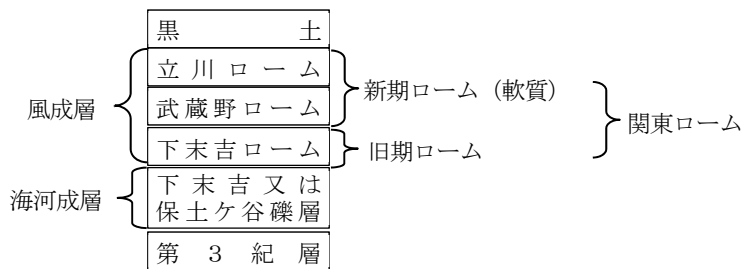 黒土
立川ローム
武蔵野ローム
下末吉ローム
下末吉又は
保土ケ谷礫層
第3紀層
風成層
海河成層
新期ローム（軟質）
旧期ローム
関東ローム